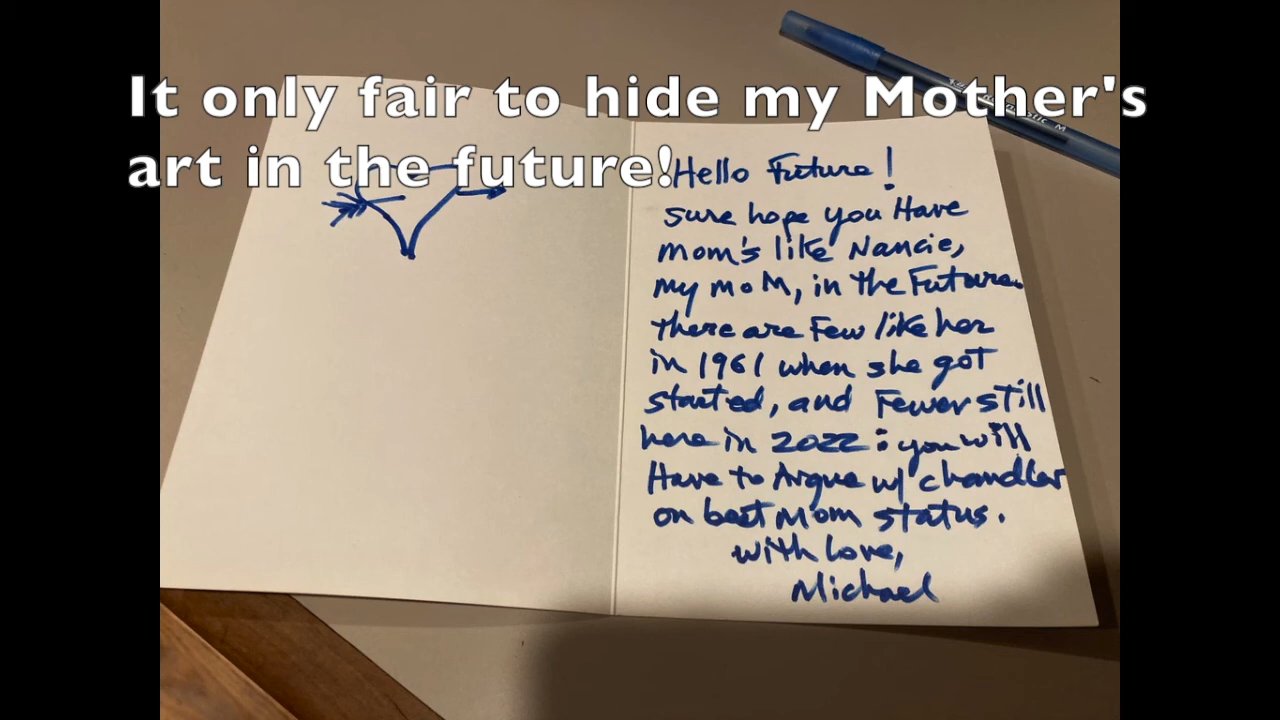 It only fair to hide my Mother's
art in the future!
Hello Future!
sure hope you Have
mom's like Nancie,
my moM, in the Future.
there are Few like her
in 1961 when she got
started, and Fewer still
here in 2022: you will
Have to Argue w/ chandler
on best Mom status.
with love,
Michael